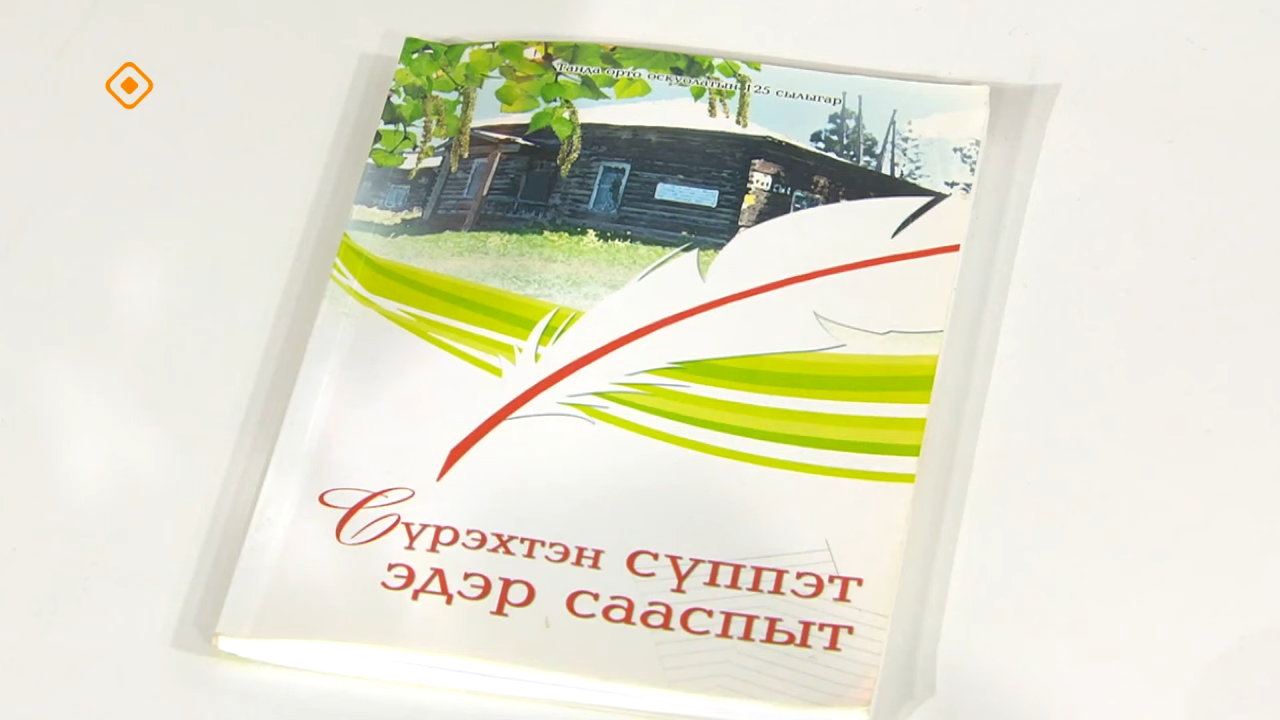 Танда орто оскуолатын 125 сылыгар
Сүрэхтэн сүппэт
эдэр сааспыт